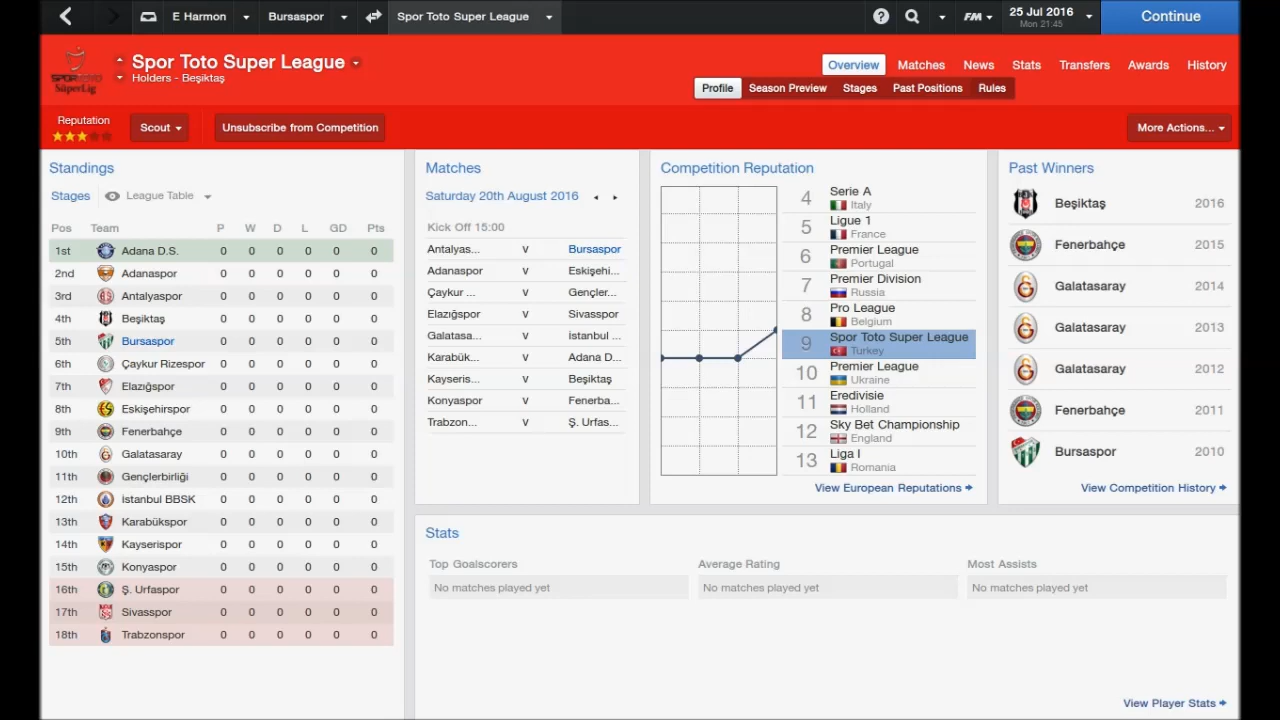 E Harmon
Bursaspor
Spor Toto Super League
FM
25 Jul 2016
Mon 21:45
Continue
SPOR TOTO
SüperLig
Spor Toto Super League
Holders - Beşiktaş
Overview Matches News Stats Transfers Awards History
Profile Season Preview Stages Past Positions Rules
Reputation
Scout
Unsubscribe from Competition
More Actions...
Standings
Stages League Table
Pos Team P W D L GD Pts
1st Adana D.S. 0 0 0 0 0 0
2nd Adanaspor 0 0 0 0 0 0
3rd Antalyaspor 0 0 0 0 0 0
4th Beşiktaş 0 0 0 0 0 0
5th Bursaspor 0 0 0 0 0 0
6th Çaykur Rizespor 0 0 0 0 0 0
7th Elazığspor 0 0 0 0 0 0
8th Eskişehirspor 0 0 0 0 0 0
9th Fenerbahçe 0 0 0 0 0 0
10th Galatasaray 0 0 0 0 0 0
11th Gençlerbirliği 0 0 0 0 0 0
12th İstanbul BBSK 0 0 0 0 0 0
13th Karabükspor 0 0 0 0 0 0
14th Kayserispor 0 0 0 0 0 0
15th Konyaspor 0 0 0 0 0 0
16th Ş. Urfaspor 0 0 0 0 0 0
17th Sivasspor 0 0 0 0 0 0
18th Trabzonspor 0 0 0 0 0 0
Matches
Saturday 20th August 2016
Kick Off 15:00
Antalyas... v Bursaspor
Adanaspor v Eskişehi...
Çaykur ... v Gençler...
Elazığspor v Sivasspor
Galatasa... v İstanbul ...
Karabük... v Adana D...
Kayseris... v Beşiktaş
Konyaspor v Fenerba...
Trabzon... v Ş. Urfas...
Competition Reputation
4 Serie A
Italy
5 Ligue 1
France
6 Premier League
Portugal
7 Premier Division
Russia
8 Pro League
Belgium
9 Spor Toto Super League
Turkey
10 Premier League
Ukraine
11 Eredivisie
Holland
12 Sky Bet Championship
England
13 Liga I
Romania
View European Reputations
Past Winners
Beşiktaş 2016
Fenerbahçe 2015
Galatasaray 2014
Galatasaray 2013
Galatasaray 2012
Fenerbahçe 2011
Bursaspor 2010
View Competition History
Stats
Top Goalscorers
No matches played yet
Average Rating
No matches played yet
Most Assists
No matches played yet
View Player Stats